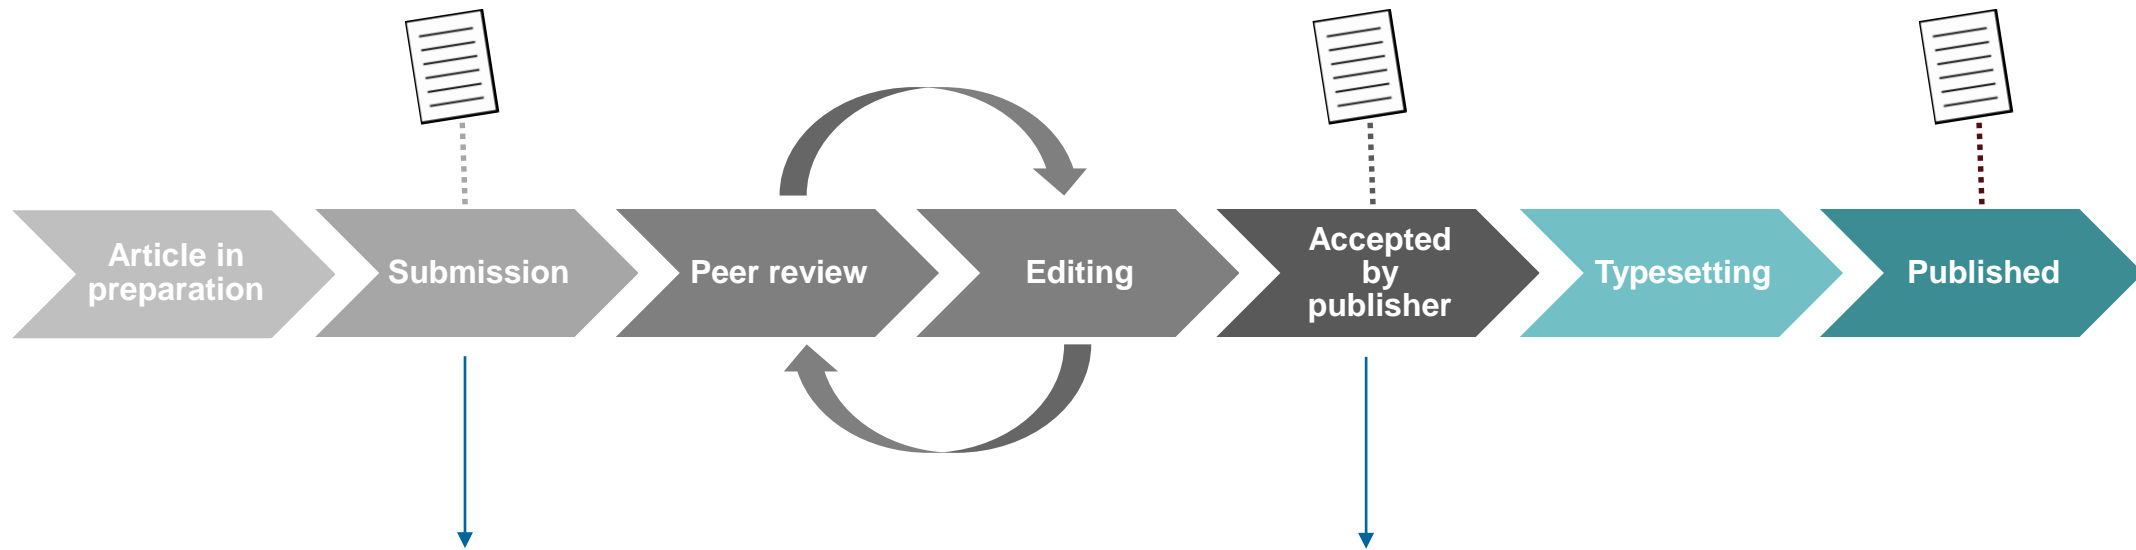 Article in
preparation
Submission
Peer review
Editing
Accepted
by
publisher
Typesetting
Published